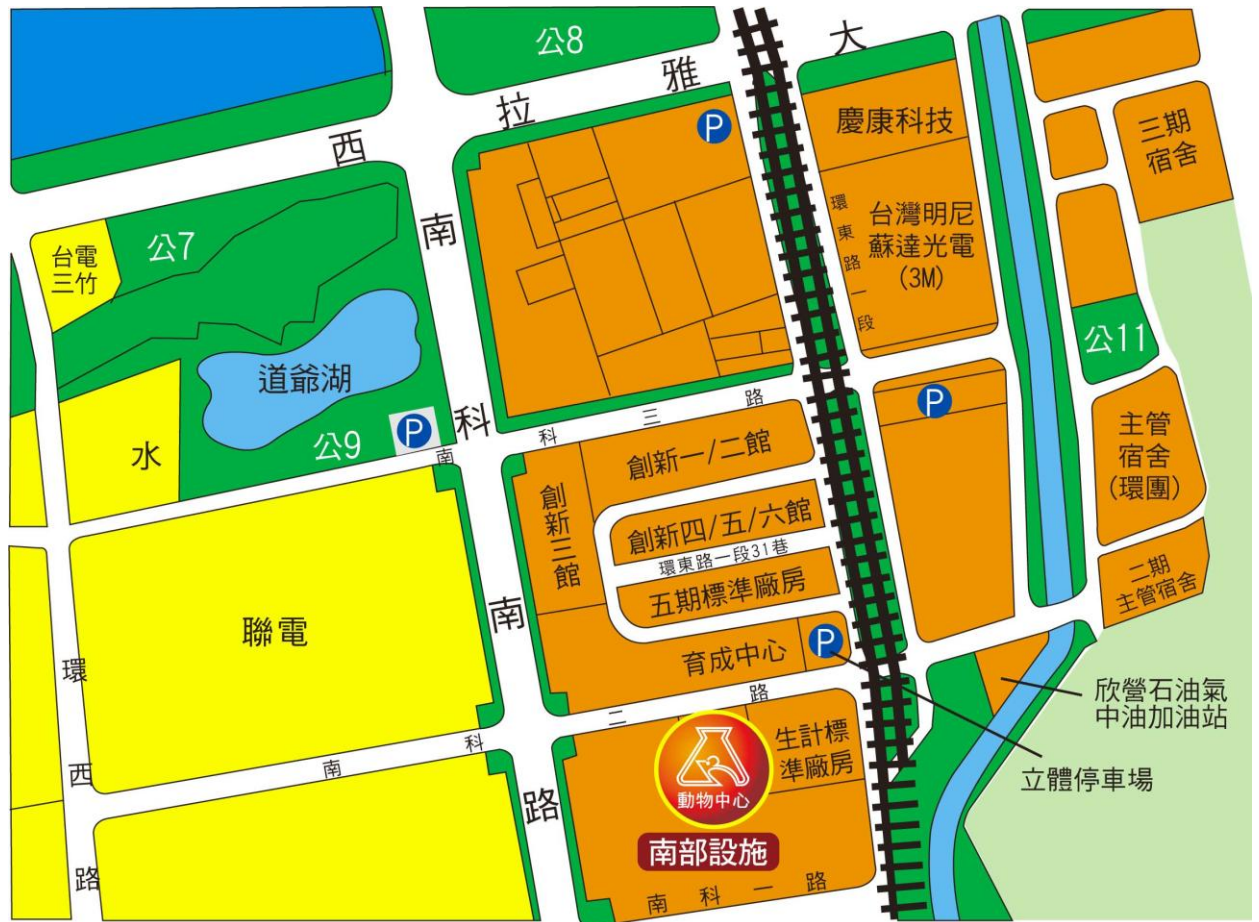 公8
西拉雅大
P
慶康科技
三期
宿舍
台電
三竹
公7
台灣明尼
蘇達光電
(3M)
環東路一段
公11
道爺湖
公9
P
水
南科三路
P
創新一/二館
主管
宿舍
(環團)
創新三館
創新四/五/六館
環東路一段31巷
五期標準廠房
二期
主管宿舍
聯電
育成中心
P
欣營石油氣
中油加油站
立體停車場
南科二路
生計標
準廠房
動物中心
南部設施
南科一路
南科南路
環西路